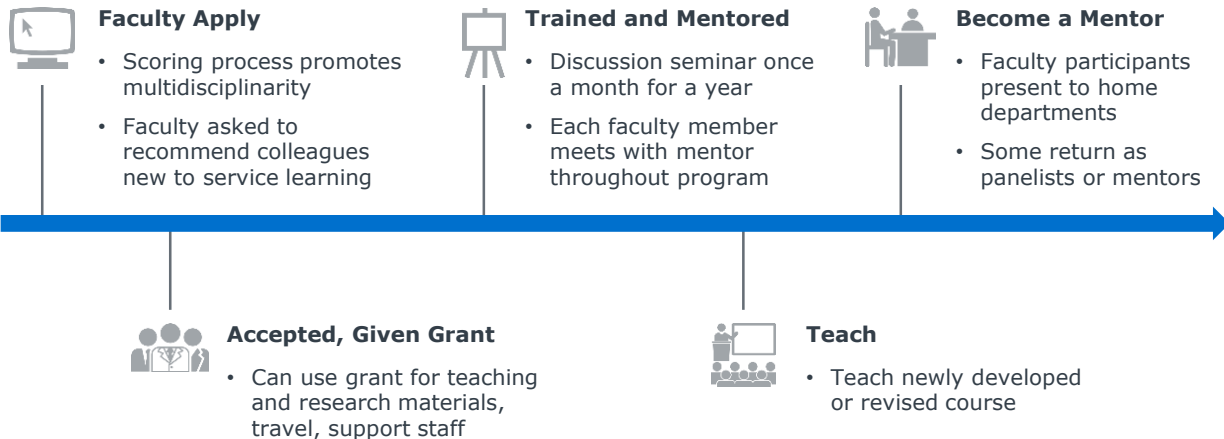 Faculty Apply
• Scoring process promotes
multidisciplinarity
• Faculty asked to
recommend colleagues
new to service learning
Trained and Mentored
• Discussion seminar once
a month for a year
• Each faculty member
meets with mentor
throughout program
Become a Mentor
• Faculty participants
present to home
departments
• Some return as
panelists or mentors
Accepted, Given Grant
• Can use grant for teaching
and research materials,
travel, support staff
Teach
• Teach newly developed
or revised course